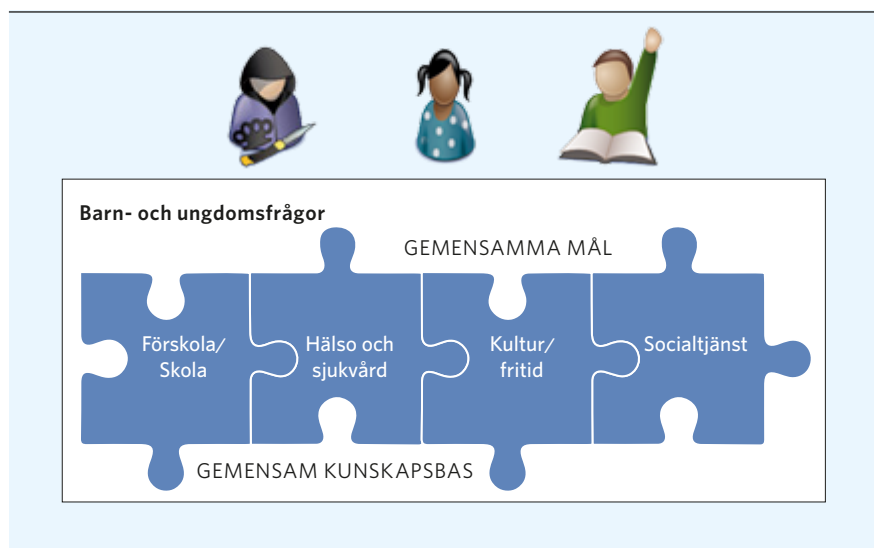 Barn- och ungdomsfrågor
GEMENSAMMA MÅL
Förskola/
Skola
Hälso och
sjukvård
Kultur/
fritid
Socialtjänst
GEMENSAM KUNSKAPSBAS